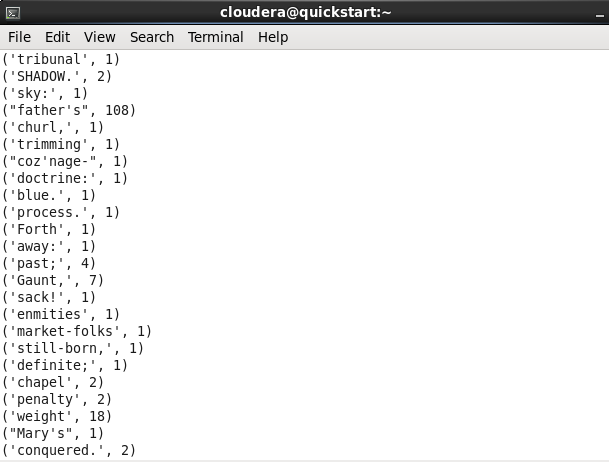 cloudera@quickstart:~
File Edit View Search Terminal Help
('tribunal', 1)
('SHADOW.', 2)
('sky:', 1)
("father's", 108)
('churl,', 1)
('trimming', 1)
("coz'nage-", 1)
('doctrine:', 1)
('blue.', 1)
('process.', 1)
('Forth', 1)
('away:', 1)
('past;', 4)
('Gaunt,', 7)
('sack!', 1)
('enmities', 1)
('market-folks', 1)
('still-born,', 1)
('definite;', 1)
('chapel', 2)
('penalty', 2)
('weight', 18)
("Mary's", 1)
('conquered.', 2)